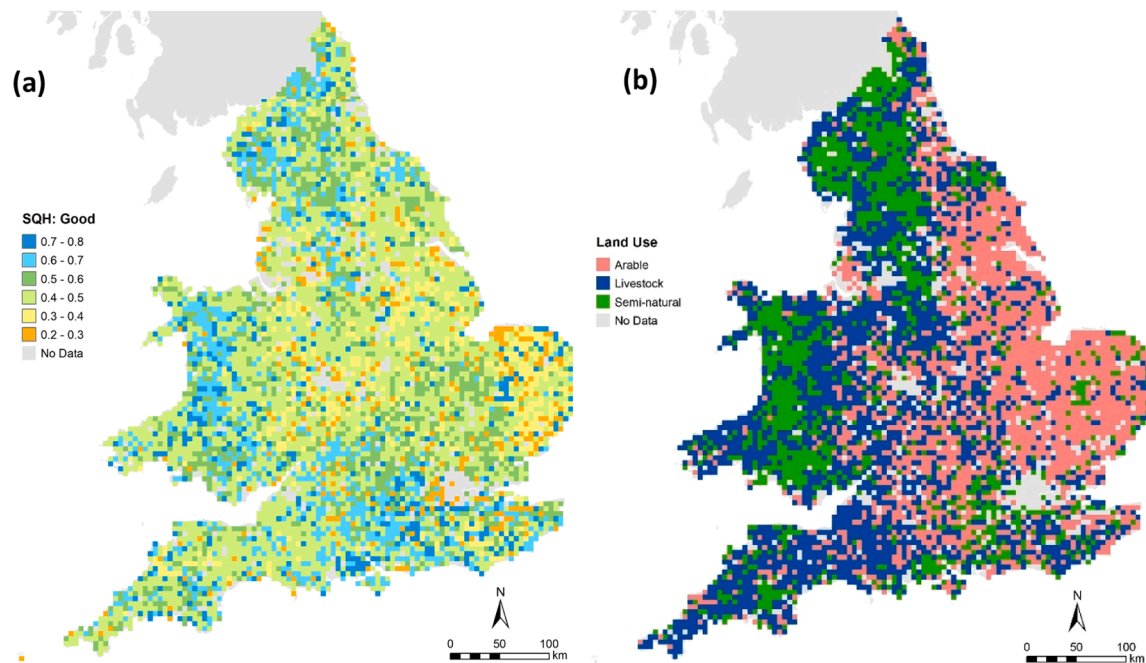 (a)
SQH: Good
0.7 - 0.8
0.6 - 0.7
0.5 - 0.6
0.4 - 0.5
0.3 - 0.4
0.2 - 0.3
No Data
N
0 50 100
km
(b)
Land Use
Arable
Livestock
Semi-natural
No Data
N
0 50 100
km